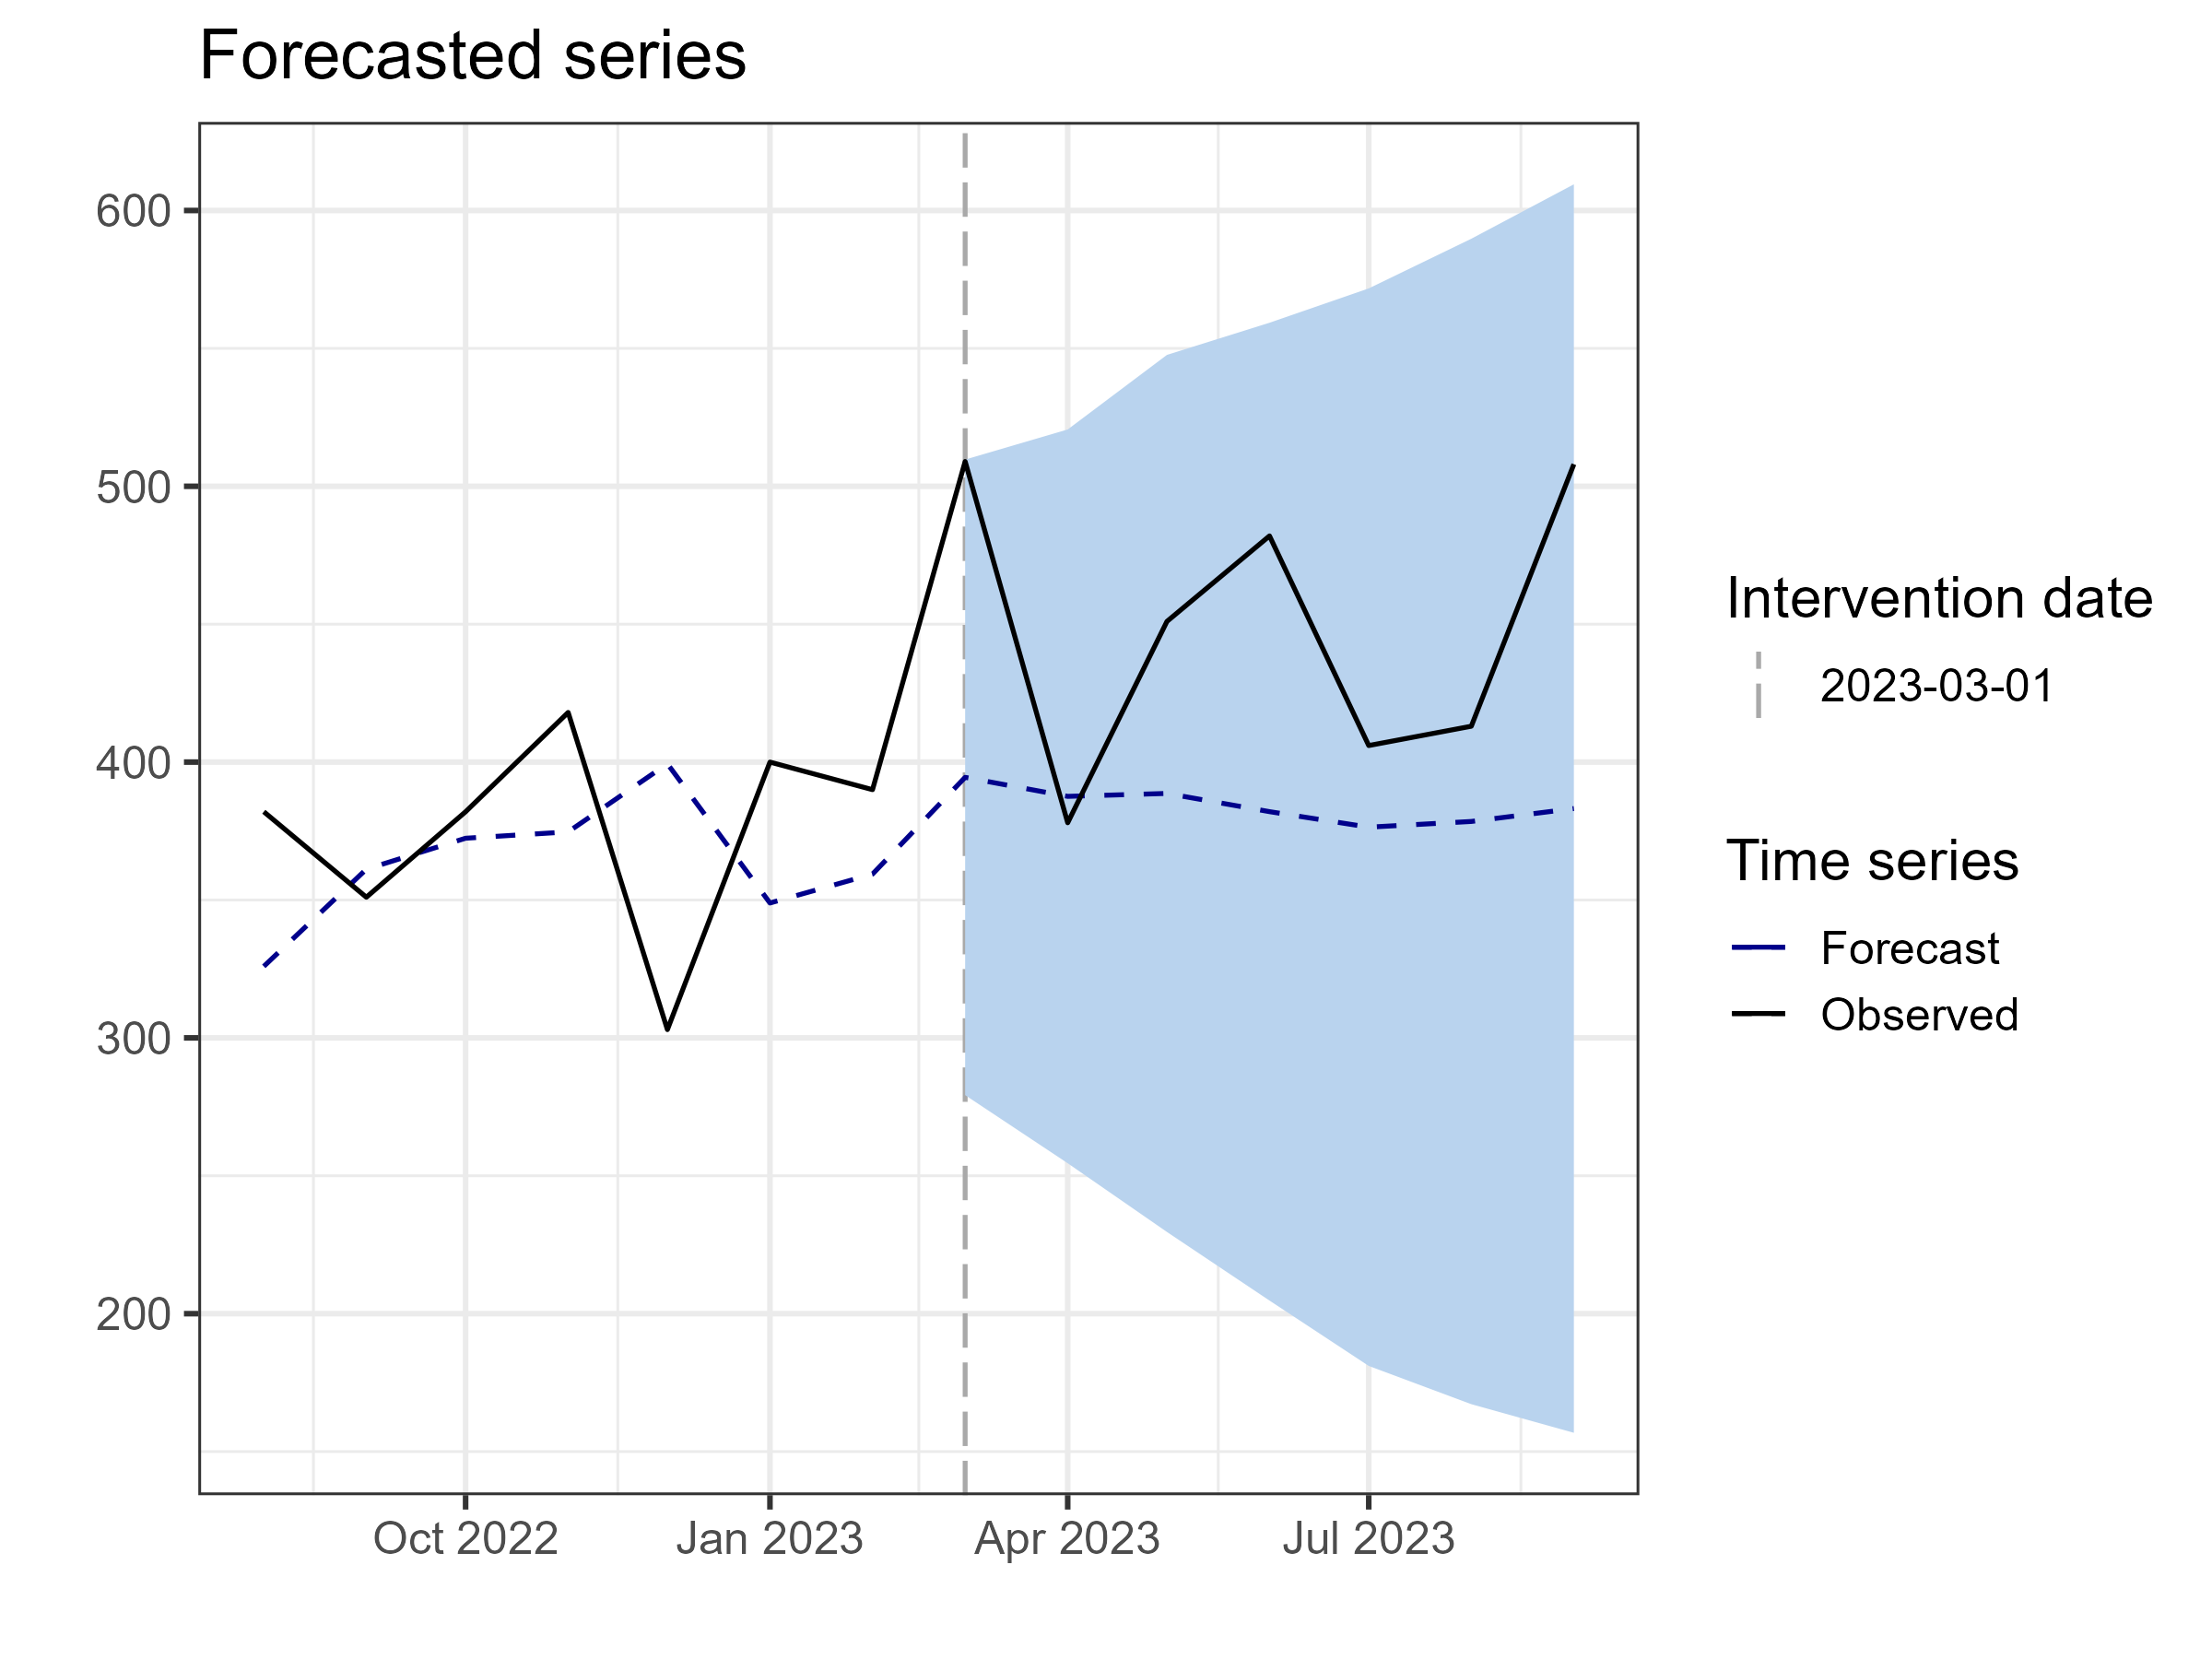 Forecasted series
600
500
400
300
200
Oct 2022
Jan 2023
Apr 2023
Jul 2023
Intervention date
2023-03-01
Time series
Forecast
Observed